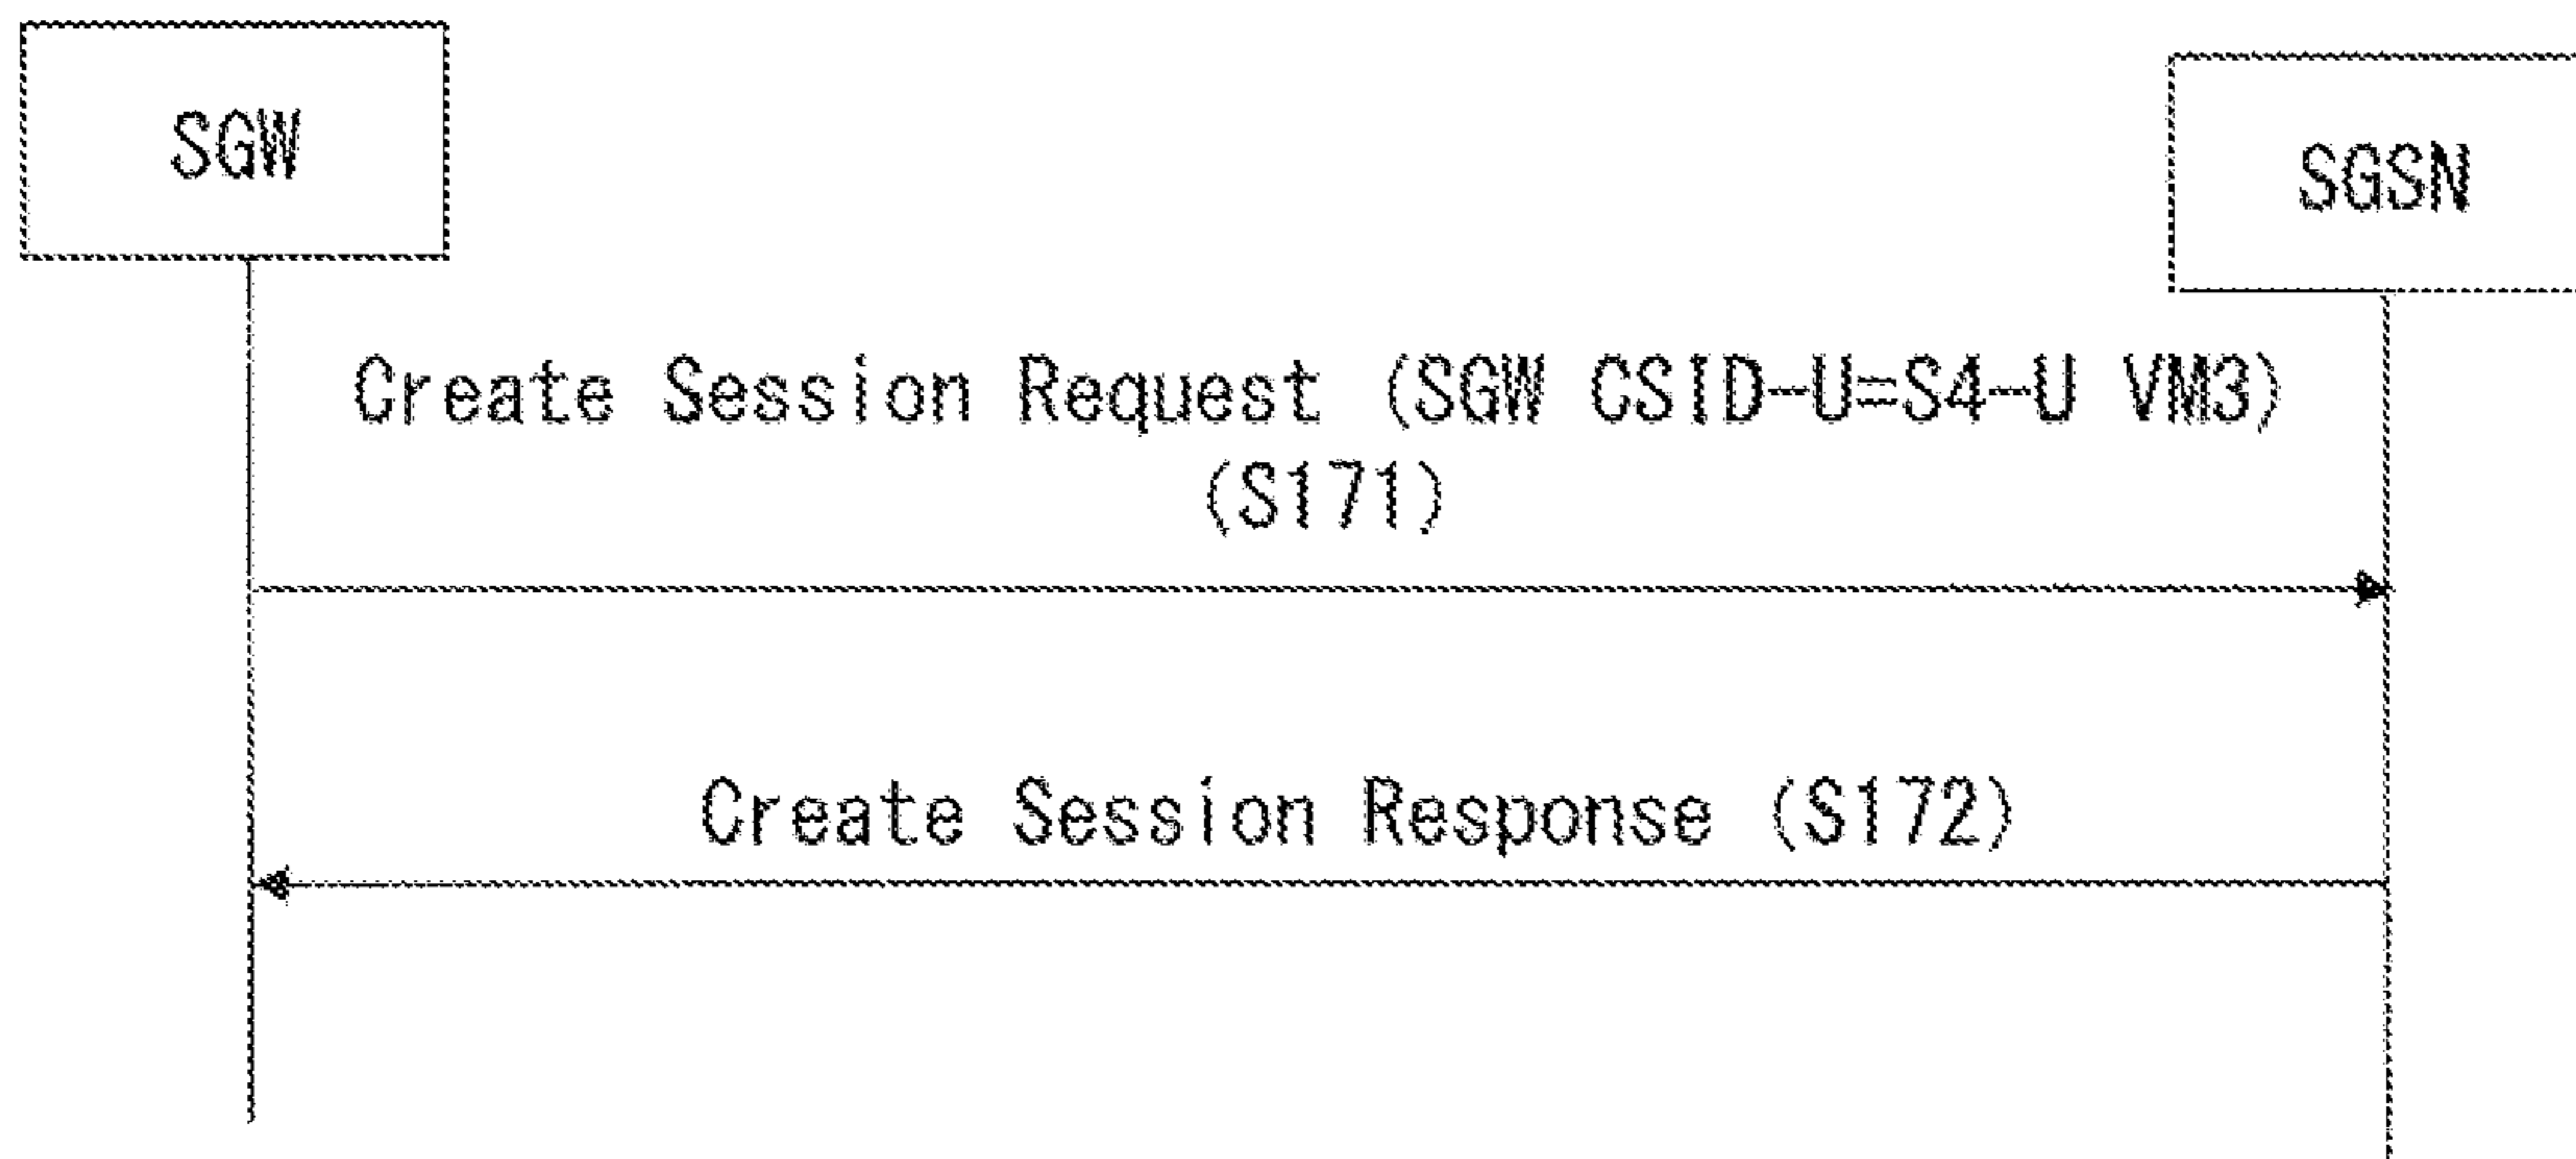 SGW
SGSN
Create Session Request (SGW CSID-U=S4-U VM3)
(S171)
Create Session Response (S172)